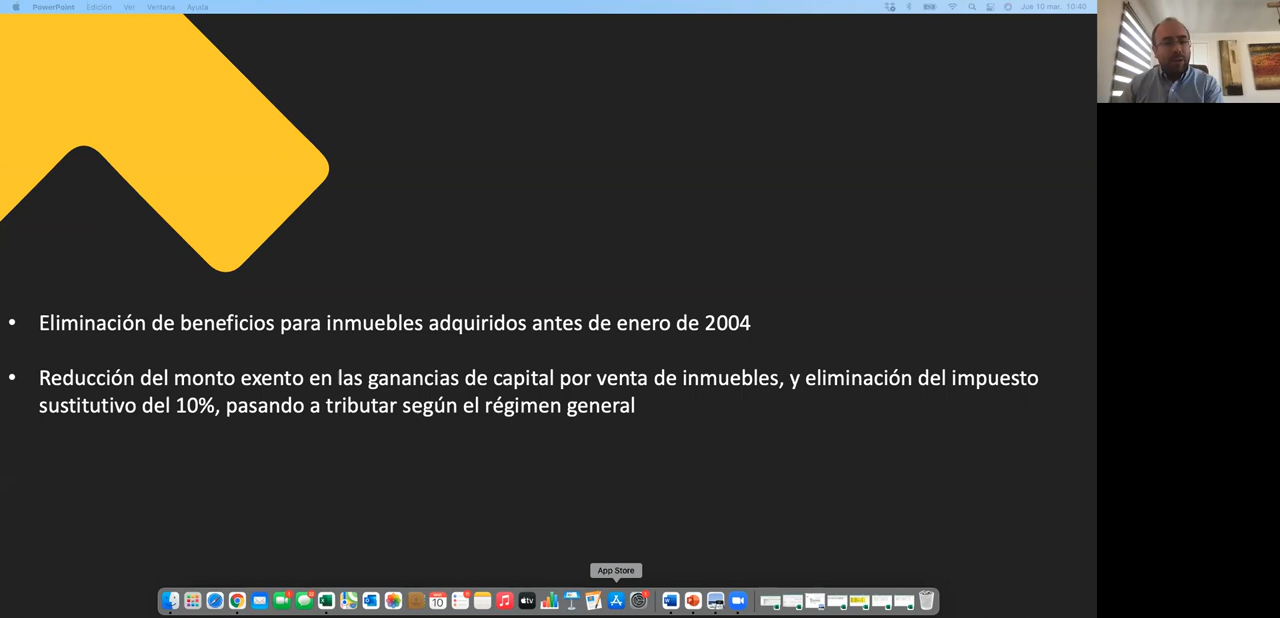 PowerPoint Edición Ver Ventana Ayuda Jue 10 mar. 10:40
• Eliminación de beneficios para inmuebles adquiridos antes de enero de 2004
• Reducción del monto exento en las ganancias de capital por venta de inmuebles, y eliminación del impuesto
sustitutivo del 10%, pasando a tributar según el régimen general
App Store
10
tv